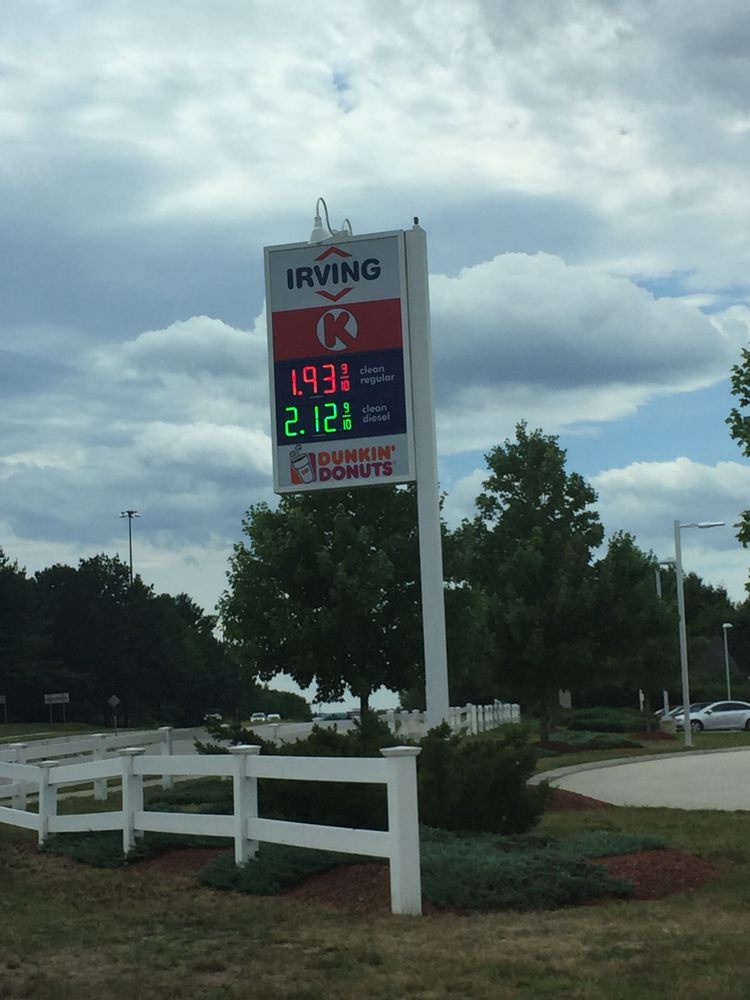 IRVING
K
1.93 9/10 clean regular
2.12 9/10 clean diesel
DUNKIN'
DONUTS